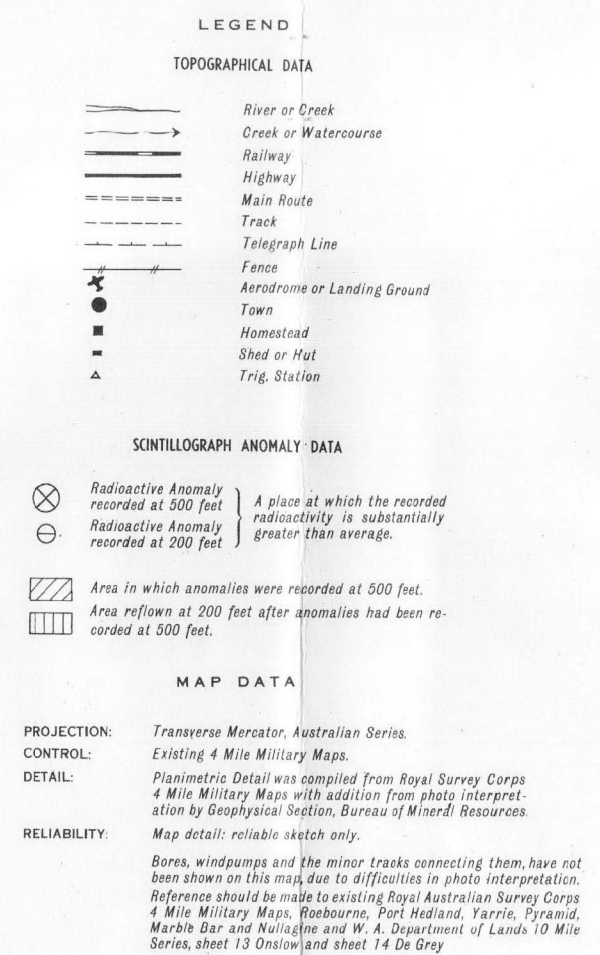 LEGEND
TOPOGRAPHICAL DATA
River or Creek
Creek or Watercourse
Railway
Highway
Main Route
Track
Telegraph Line
Fence
Aerodrome or Landing Ground
Town
Homestead
Shed or Hut
Trig. Station
SCINTILLOGRAPH ANOMALY DATA
Radioactive Anomaly
recorded at 500 feet
Radioactive Anomaly
recorded at 200 feet
A place at which the recorded
radioactivity is substantially
greater than average.
Area in which anomalies were recorded at 500 feet.
Area reflown at 200 feet after anomalies had been re-
corded at 500 feet.
MAP DATA
PROJECTION: Transverse Mercator, Australian Series.
CONTROL: Existing 4 Mile Military Maps.
DETAIL: Planimetric Detail was compiled from Royal Survey Corps
4 Mile Military Maps with addition from photo interpret-
ation by Geophysical Section, Bureau of Mineral Resources.
RELIABILITY: Map detail: reliable sketch only.
Bores, windpumps and the minor tracks connecting them, have not
been shown on this map, due to difficulties in photo interpretation.
Reference should be made to existing Royal Australian Survey Corps
4 Mile Military Maps, Roebourne, Port Hedland, Yarrie, Pyramid,
Marble Bar and Nullagine and W. A. Department of Lands 10 Mile
Series, sheet 13 Onslow and sheet 14 De Grey